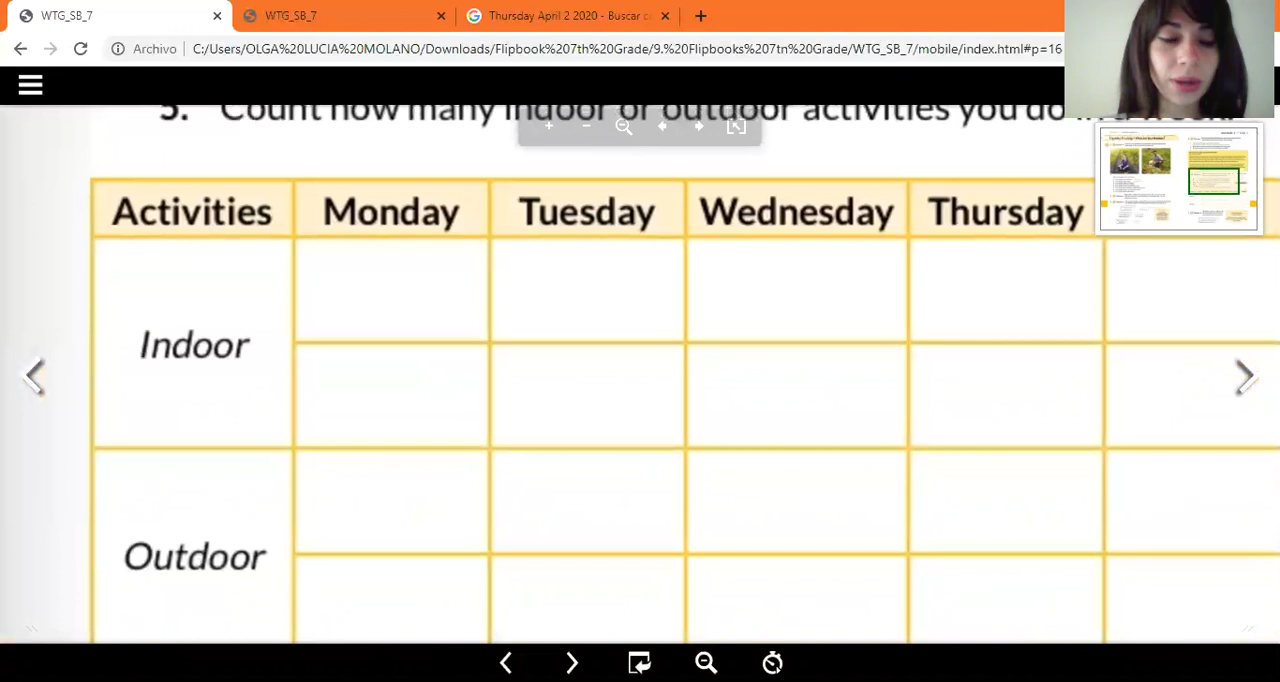 WTG_SB_7
WTG_SB_7
Thursday April 2 2020 - Buscar c
Archivo
C:/Users/OLGA%20LUCIA%20MOLANO/Downloads/Flipbook%207th%20Grade/9.%20Flipbooks%207tn%20Grade/WTG_SB_7/mobile/index.html#p=16
5. Count how many indoor or outdoor activities you do in a week.
Activities Monday Tuesday Wednesday Thursday
Indoor
Outdoor